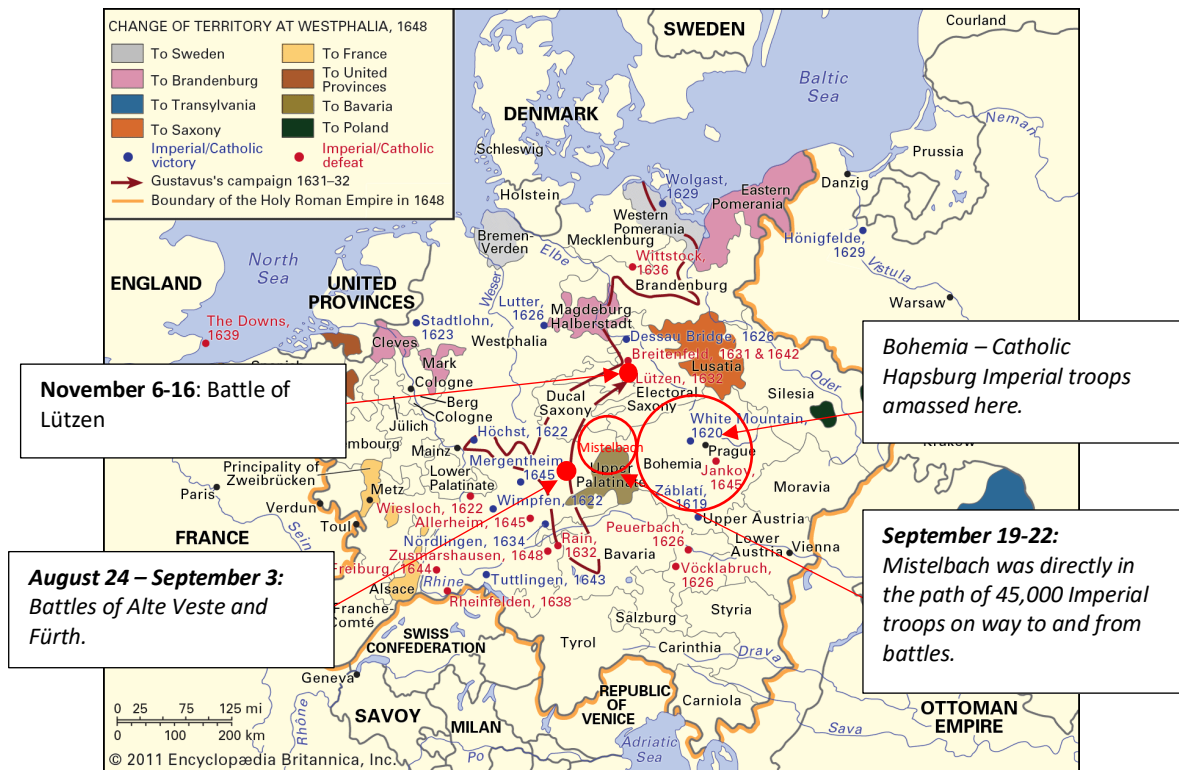 CHANGE OF TERRITORY AT WESTPHALIA, 1648
To Sweden
To France
To Brandenburg
To United
Provinces
To Transylvania
To Bavaria
To Saxony
To Poland
Imperial/Catholic
victory
Imperial/Catholic
defeat
Gustavus's campaign 1631–32
Boundary of the Holy Roman Empire in 1648
SWEDEN
Courland
Baltic
Sea
Neman
DENMARK
Schleswig
Prussia
Holstein
Wolgast,
1629
Eastern
Pomerania
Danzig
Western
Pomerania
Bremen-
Verden
Mecklenburg
Hönigfelde,
1629
North
Sea
Elbe
Wittstock,
1636
Vistula
ENGLAND
UNITED
PROVINCES
Weser
Brandenburg
Warsaw
The Downs,
1639
Stadtlohn,
1623
Lutter,
1626
Magdeburg
Halberstadt
Cleves
Westphalia
Dessau Bridge, 1626
Breitenfeld, 1631 & 1642
Lusatia
Mark
Lützen, 1632
Cologne
Oder
November 6-16: Battle of
Lützen
Bohemia – Catholic
Hapsburg Imperial troops
amassed here.
Berg
Cologne
Ducal
Saxony
Electoral
Saxony
Silesia
Jülich
Höchst, 1622
White Mountain,
1620
Mainz
Mistelbach
Prague
Principality of
Zweibrücken
Lower
Palatinate
Mergentheim
1645
Upper
Palatinate
Bohemia
Jankov,
1645
Paris
Metz
Moravia
Verdun
Wiesloch, 1622
Wimpfen, 1622
Záblatí,
1619
Toul
Allerheim, 1645
Peuerbach,
1626
Upper Austria
FRANCE
Nördlingen, 1634
Rain,
1632
Lower
Austria
Vienna
Zusmarshausen, 1648
Bavaria
Freiburg, 1644
Vöcklabruch,
1626
Rhine
Tuttlingen, 1643
Alsace
Rheinfelden, 1638
August 24 – September 3:
Battles of Alte Veste and
Fürth.
September 19-22:
Mistelbach was directly in
the path of 45,000 Imperial
troops on way to and from
battles.
Franche-
Comté
Salzburg
Styria
SWISS
CONFEDERATION
Tyrol
Carinthia
Drava
Geneva
Carniola
REPUBLIC
OF
VENICE
0 25 75 125 mi
0 100 200 km
SAVOY
MILAN
OTTOMAN
EMPIRE
Rhône
Sava
Adriatic
Sea
Po
© 2011 Encyclopædia Britannica, Inc.